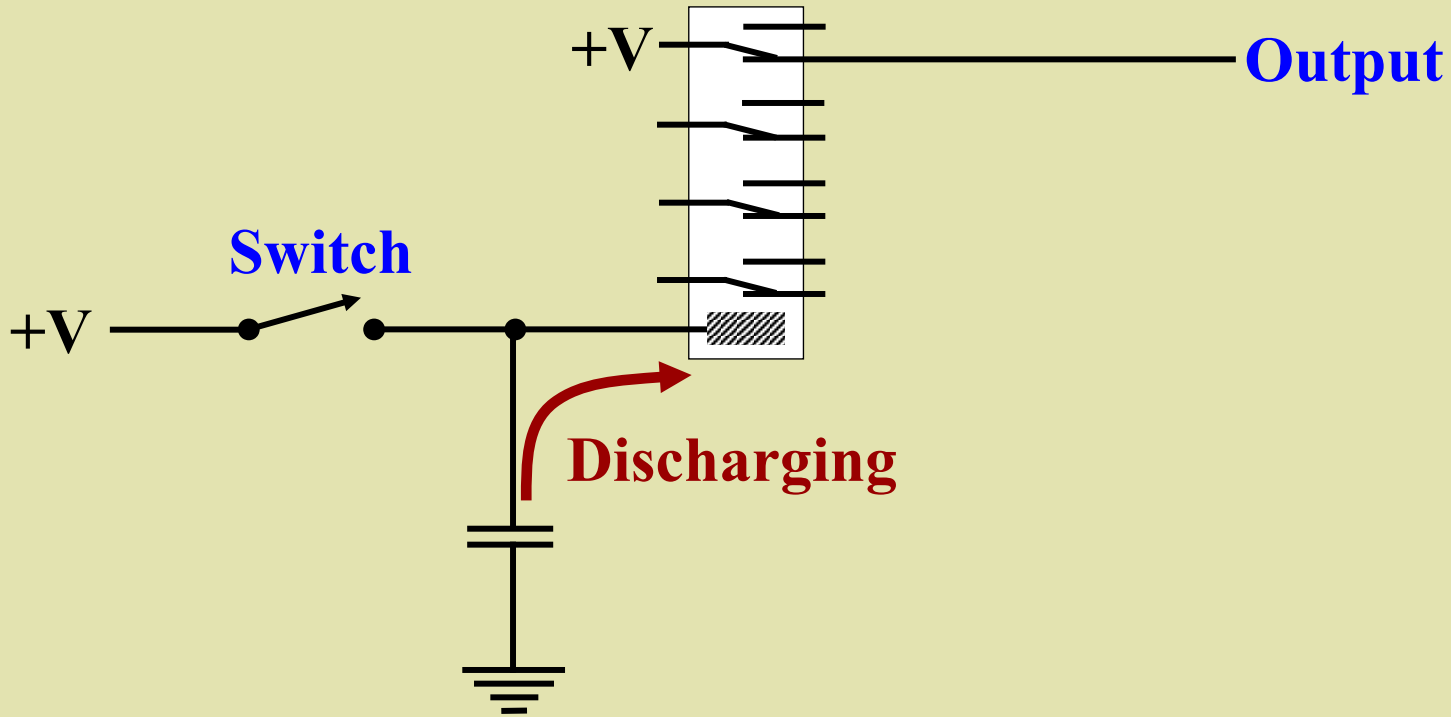 +V
Output
Switch
+V
Discharging